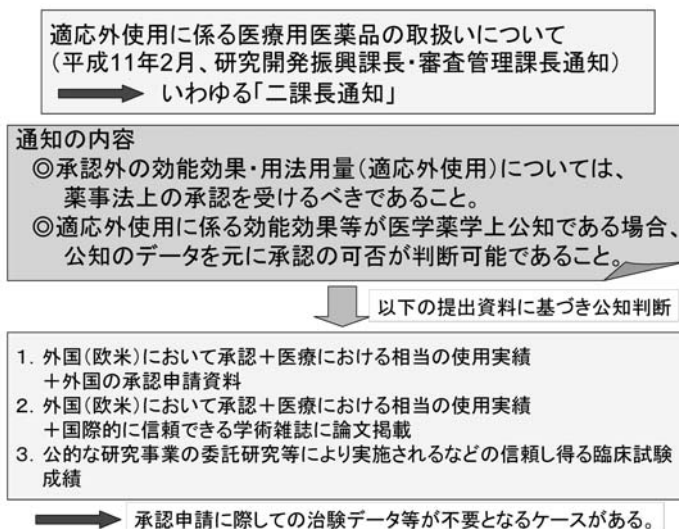 適応外使用に係る医療用医薬品の取扱いについて
(平成11年2月、研究開発振興課長・審査管理課長通知)
いわゆる「二課長通知」
通知の内容
◎承認外の効能効果・用法用量(適応外使用)については、
薬事法上の承認を受けるべきであること。
◎適応外使用に係る効能効果等が医学薬学上公知である場合、
公知のデータを元に承認の可否が判断可能であること。
以下の提出資料に基づき公知判断
1. 外国(欧米)において承認+医療における相当の使用実績
+外国の承認申請資料
2. 外国(欧米)において承認+医療における相当の使用実績
+国際的に信頼できる学術雑誌に論文掲載
3. 公的な研究事業の委託研究等により実施されるなどの信頼し得る臨床試験
成績
承認申請に際しての治験データ等が不要となるケースがある。